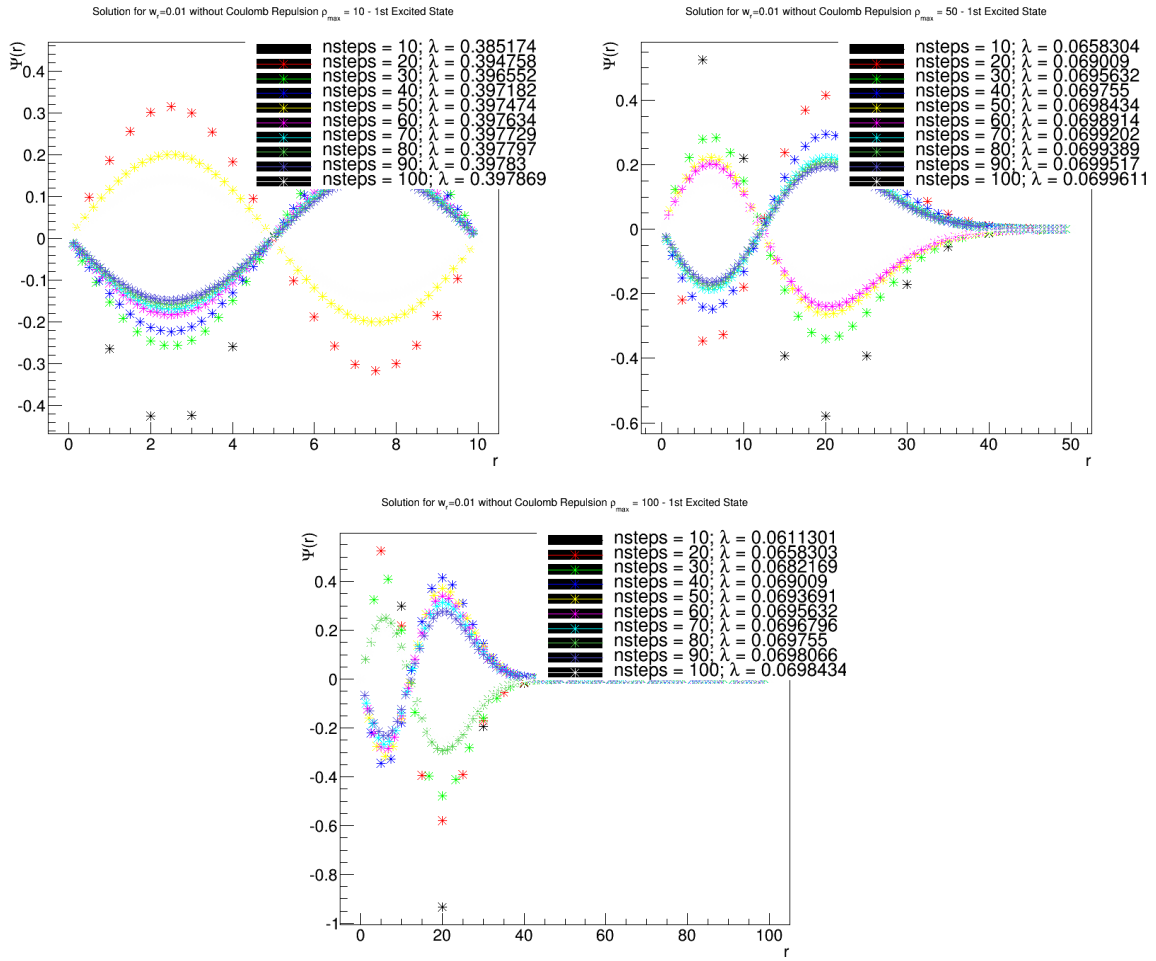 Solution for w_r=0.01 without Coulomb Repulsion ρ_max = 10 - 1st Excited State
Ψ(r)
nsteps = 10; λ = 0.385174
nsteps = 20; λ = 0.394758
nsteps = 30; λ = 0.396552
nsteps = 40; λ = 0.397182
nsteps = 50; λ = 0.397474
nsteps = 60; λ = 0.397634
nsteps = 70; λ = 0.397729
nsteps = 80; λ = 0.397797
nsteps = 90; λ = 0.39783
nsteps = 100; λ = 0.397869
0.4
0.3
0.2
0.1
0
-0.1
-0.2
-0.3
-0.4
0 2 4 6 8 10
r
Solution for w_r=0.01 without Coulomb Repulsion ρ_max = 50 - 1st Excited State
Ψ(r)
nsteps = 10; λ = 0.0658304
nsteps = 20; λ = 0.069009
nsteps = 30; λ = 0.0695632
nsteps = 40; λ = 0.069755
nsteps = 50; λ = 0.0698434
nsteps = 60; λ = 0.0698914
nsteps = 70; λ = 0.0699202
nsteps = 80; λ = 0.0699389
nsteps = 90; λ = 0.0699517
nsteps = 100; λ = 0.0699611
0.4
0.2
0
-0.2
-0.4
-0.6
0 10 20 30 40 50
r
Solution for w_r=0.01 without Coulomb Repulsion ρ_max = 100 - 1st Excited State
Ψ(r)
nsteps = 10; λ = 0.0611301
nsteps = 20; λ = 0.0658303
nsteps = 30; λ = 0.0682169
nsteps = 40; λ = 0.069009
nsteps = 50; λ = 0.0693691
nsteps = 60; λ = 0.0695632
nsteps = 70; λ = 0.0696796
nsteps = 80; λ = 0.069755
nsteps = 90; λ = 0.0698066
nsteps = 100; λ = 0.0698434
0.4
0.2
0
-0.2
-0.4
-0.6
-0.8
-1
0 20 40 60 80 100
r